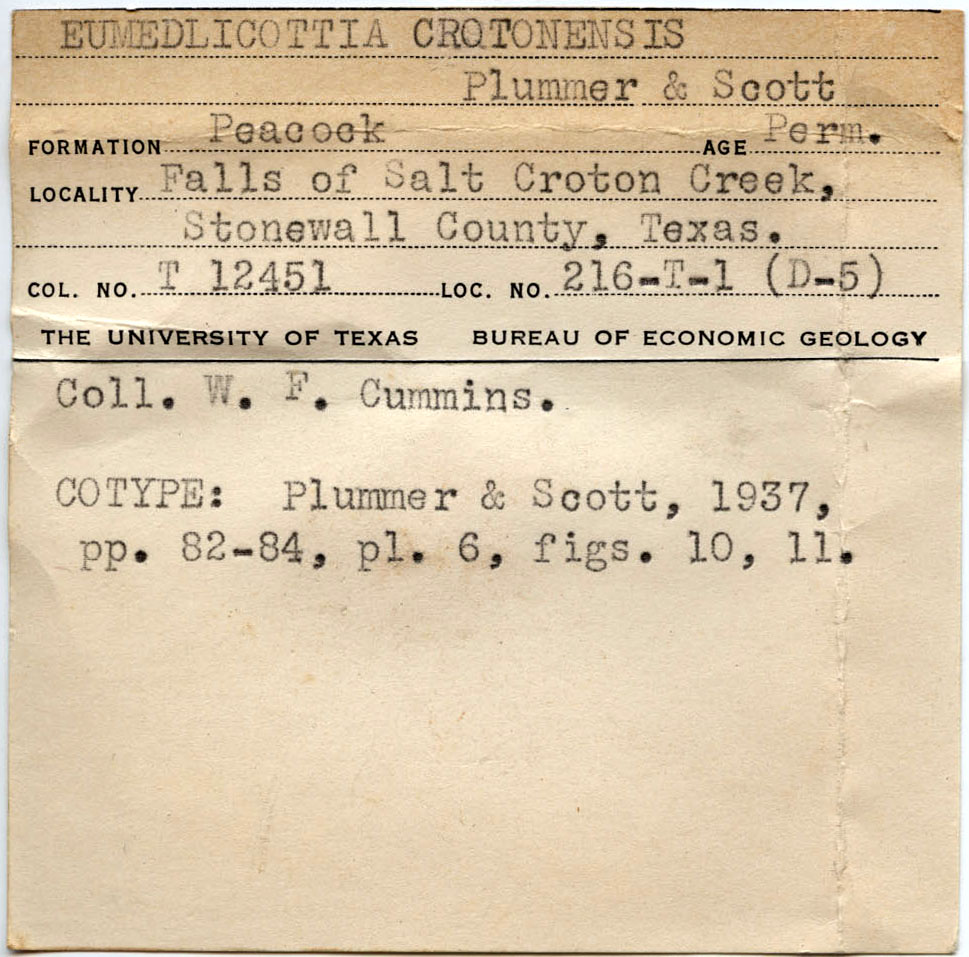 EUMEDLICOTTIA CROTONENSIS
Plummer & Scott
FORMATION Peacock AGE Perm.
LOCALITY Falls of Salt Croton Creek,
Stonewall County, Texas.
COL. NO. T 12451 LOC. NO. 216-T-1 (D-5)
THE UNIVERSITY OF TEXAS BUREAU OF ECONOMIC GEOLOGY
Coll. W. F. Cummins.
COTYPE: Plummer & Scott, 1937,
pp. 82-84, pl. 6, figs. 10, 11.